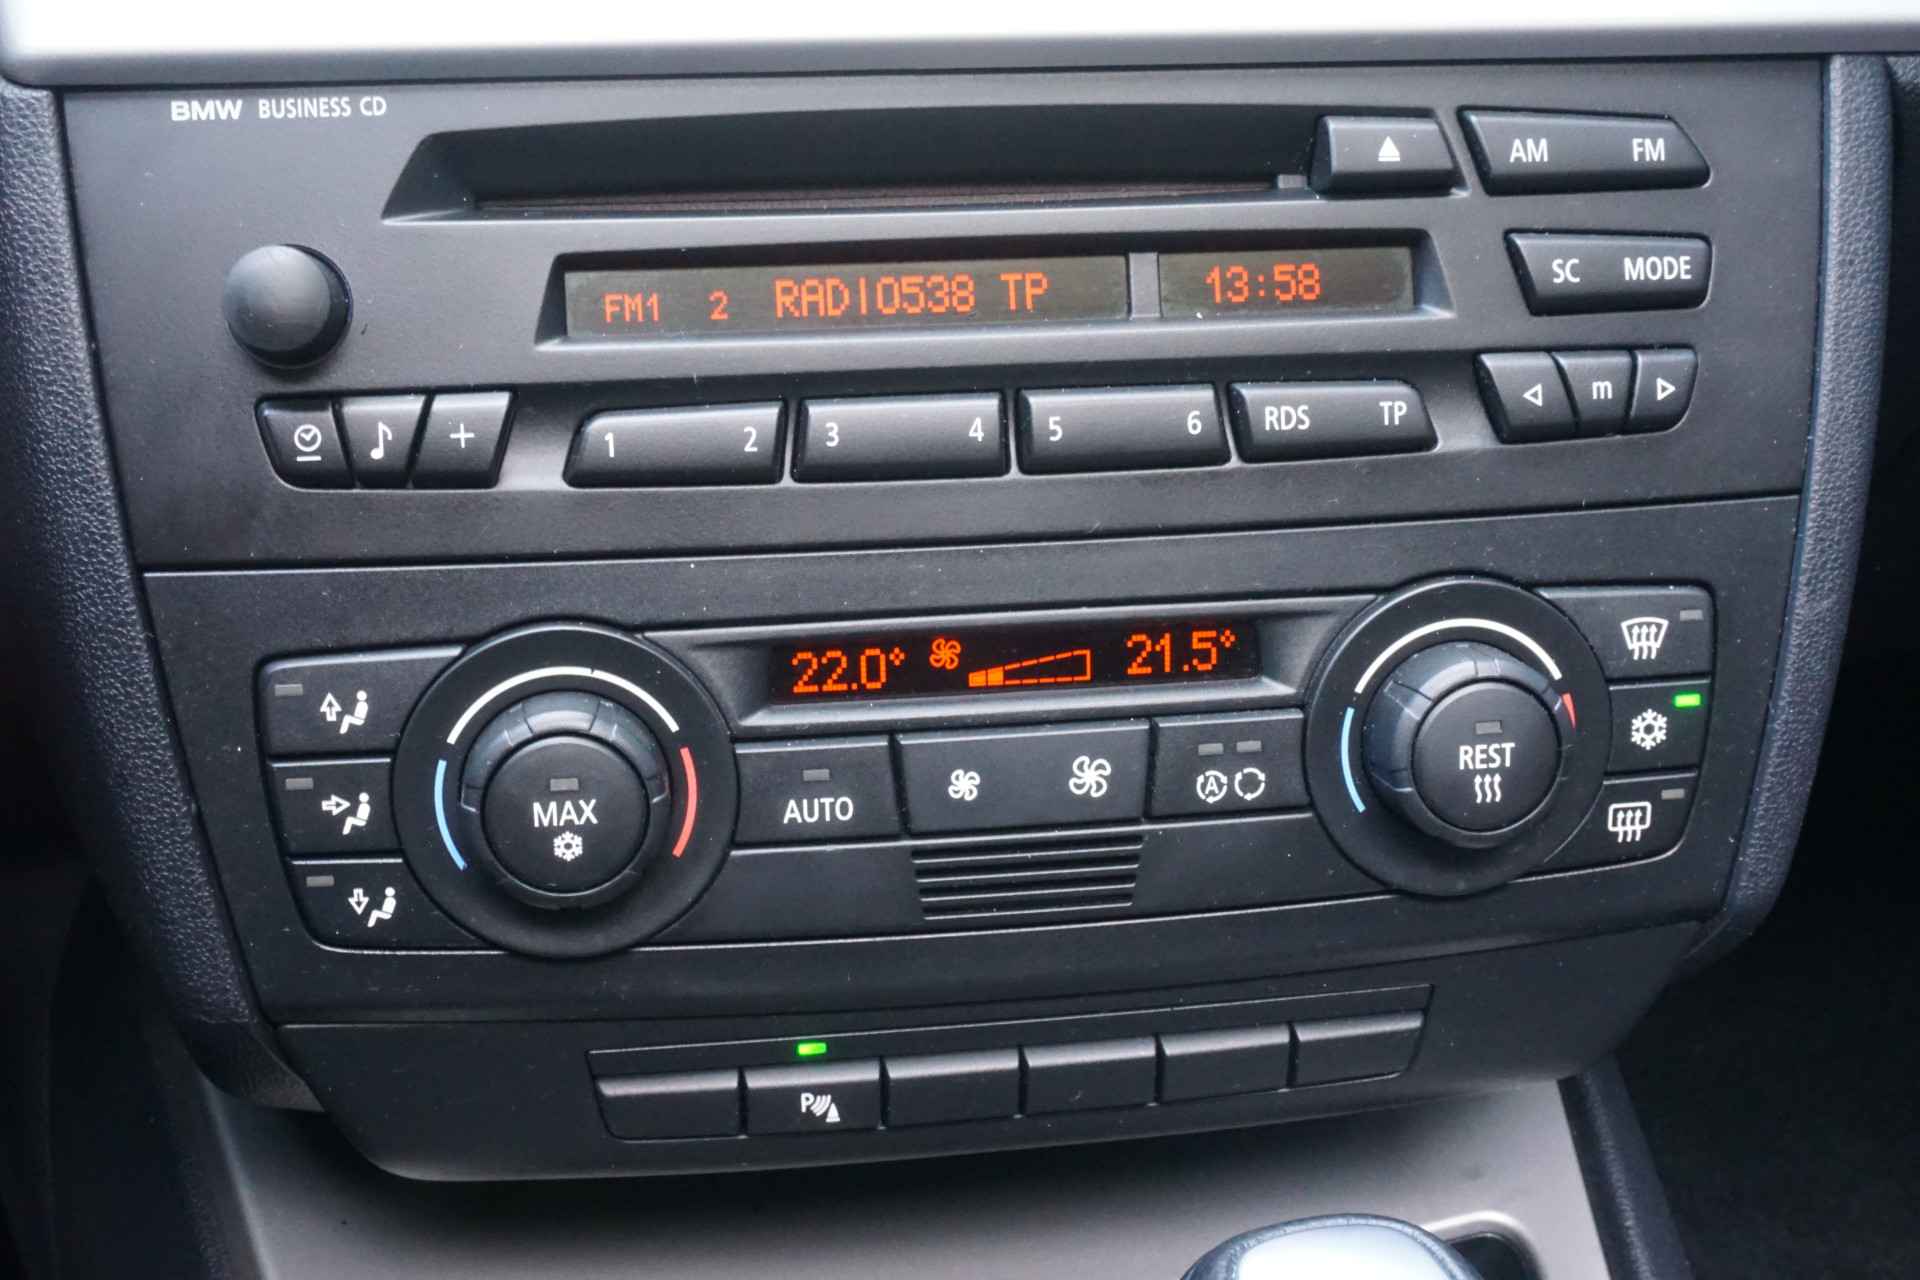 BMW BUSINESS CD
AM FM
FM1 2 RADIO538 TP 13:58
SC MODE
m
1 2 3 4 5 6 RDS TP
22.0° 21.5°
MAX
AUTO
A
REST
P